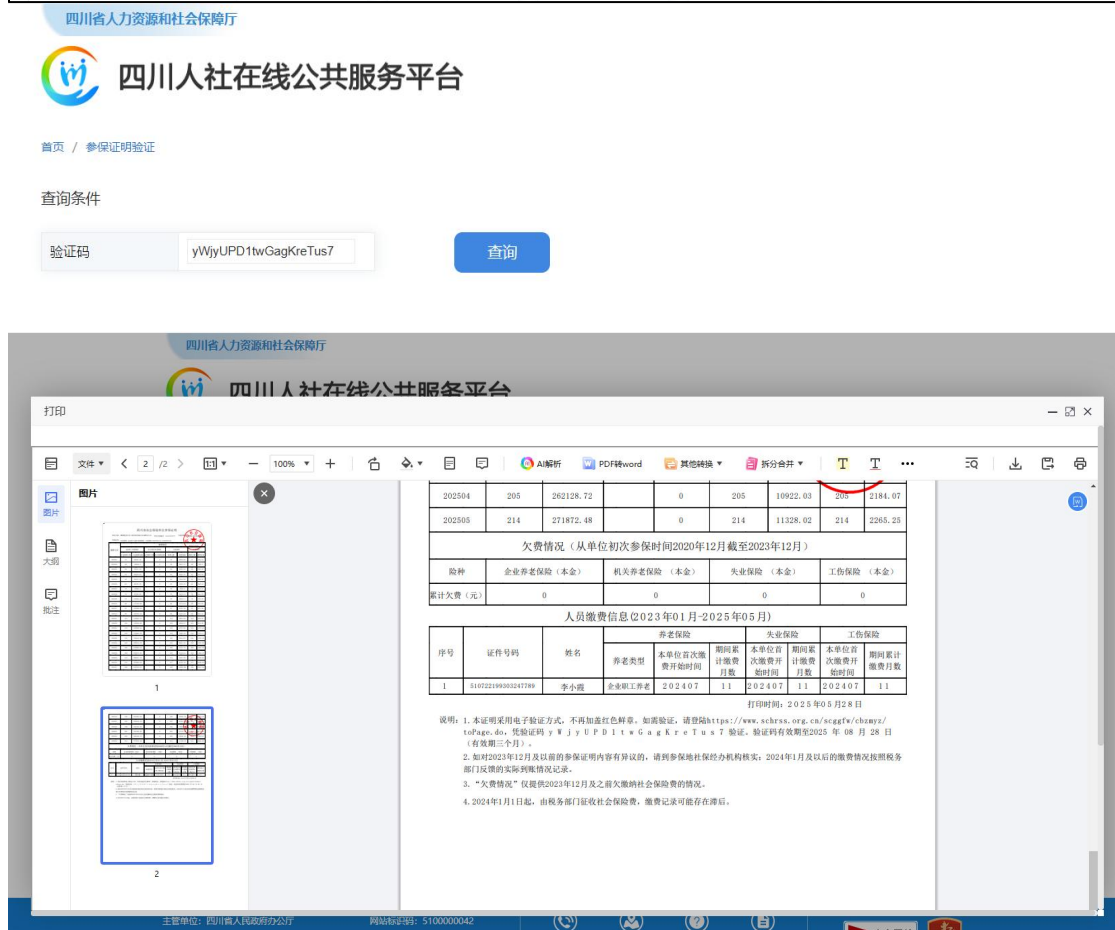 四川省人力资源和社会保障厅
四川人社在线公共服务平台
首页 / 参保证明验证
查询条件
验证码 yWjyUPD1twGagKreTus7 查询
四川省人力资源和社会保障厅
四川人社在线公共服务平台
打印
文件 2 /2 1:1 100% AI解析 PDF转word 其他转换 拆分合并
图片
图片
大纲
批注
1
2
202504 205 262128.72 0 205 10922.03 205 2184.07
202505 214 271872.48 0 214 11328.02 214 2265.25
欠费情况（从单位初次参保时间2020年12月截至2023年12月）
险种 企业养老保险（本金） 机关养老保险 （本金） 失业保险 （本金） 工伤保险 （本金）
累计欠费（元） 0 0 0 0
人员缴费信息(2023年01月-2025年05月)
序号 证件号码 姓名 养老保险 失业保险 工伤保险
养老类型 本单位首次缴费开始时间 期间累计缴费月数 本单位首次缴费开始时间 期间累计缴费月数 本单位首次缴费开始时间 期间累计缴费月数
1 510722199303247789 李小霞 企业职工养老 202407 11 202407 11 202407 11
打印时间：2025年05月28日
说明：1.本证明采用电子验证方式，不再加盖红色鲜章。如需验证，请登陆https://www.schrss.org.cn/scggfw/cbzmyz/
toPage.do，凭验证码 y W j y U P D 1 t w G a g K r e T u s 7 验证。验证码有效期至2025 年 08 月 28 日
（有效期三个月）。
2.如对2023年12月及以前的参保证明内容有异议的，请到参保地社保经办机构核实；2024年1月及以后的缴费情况按照税务
部门反馈的实际到账情况记录。
3.“欠费情况”仅提供2023年12月及之前欠缴纳社会保险费的情况。
4.2024年1月1日起，由税务部门征收社会保险费，缴费记录可能存在滞后。
主管单位：四川省人民政府办公厅 网站标识码：5100000042